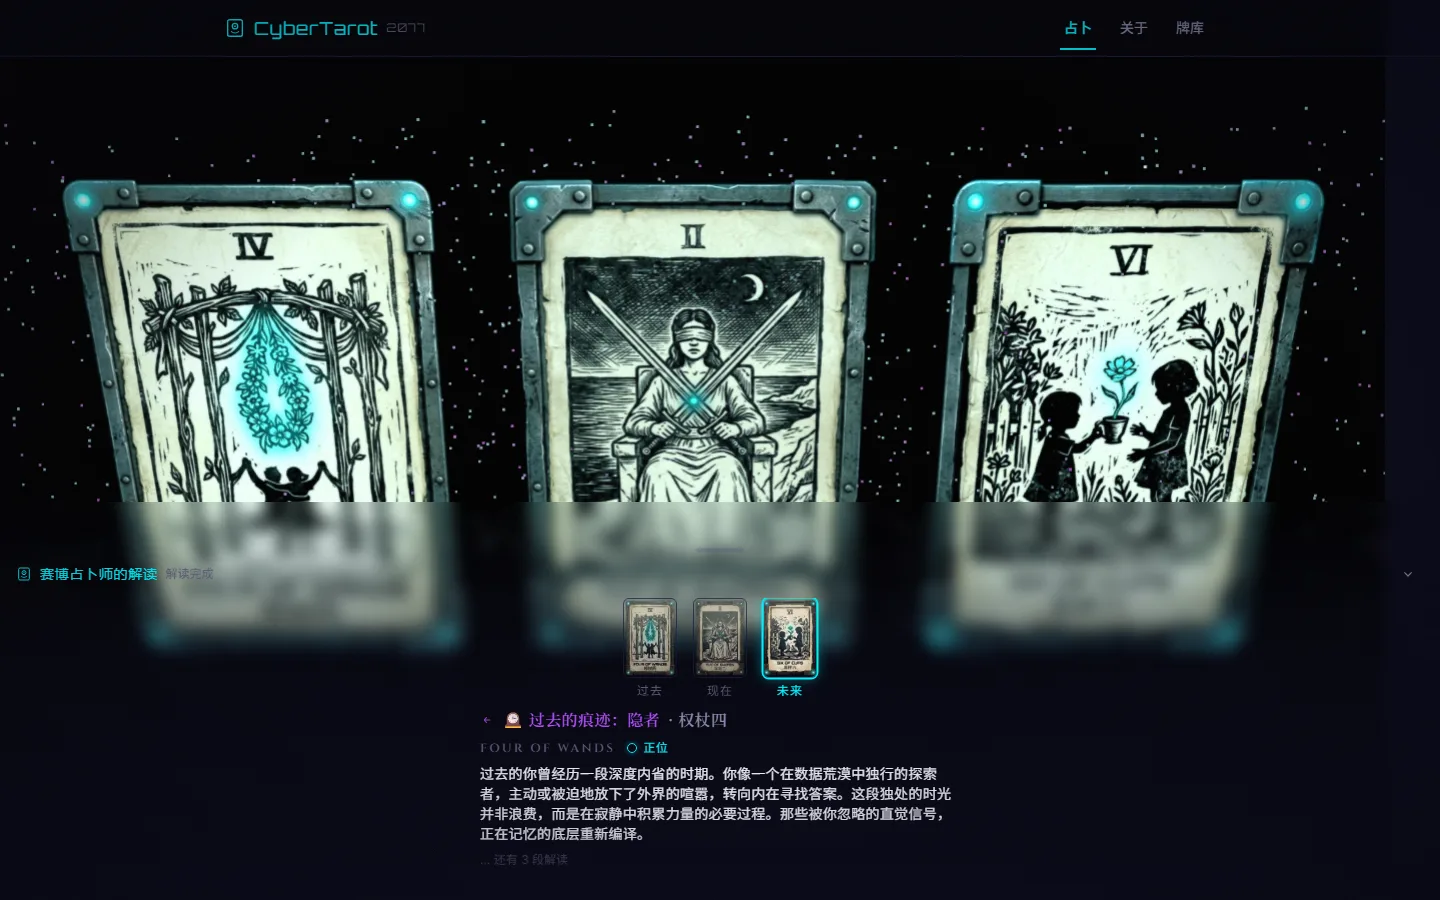 CyberTarot 2077
占卜
关于
牌库
IV
II
VI
赛博占卜师的解读 解读完成
过去
现在
未来
← 🕰️ 过去的痕迹：隐者 · 权杖四
FOUR OF WANDS 正位
过去的你曾经历一段深度内省的时期。你像一个在数据荒漠中独行的探索
者，主动或被迫地放下了外界的喧嚣，转向内在寻找答案。这段独处的时光
并非浪费，而是在寂静中积累力量的必要过程。那些被你忽略的直觉信号，
正在记忆的底层重新编译。
... 还有 3 段解读